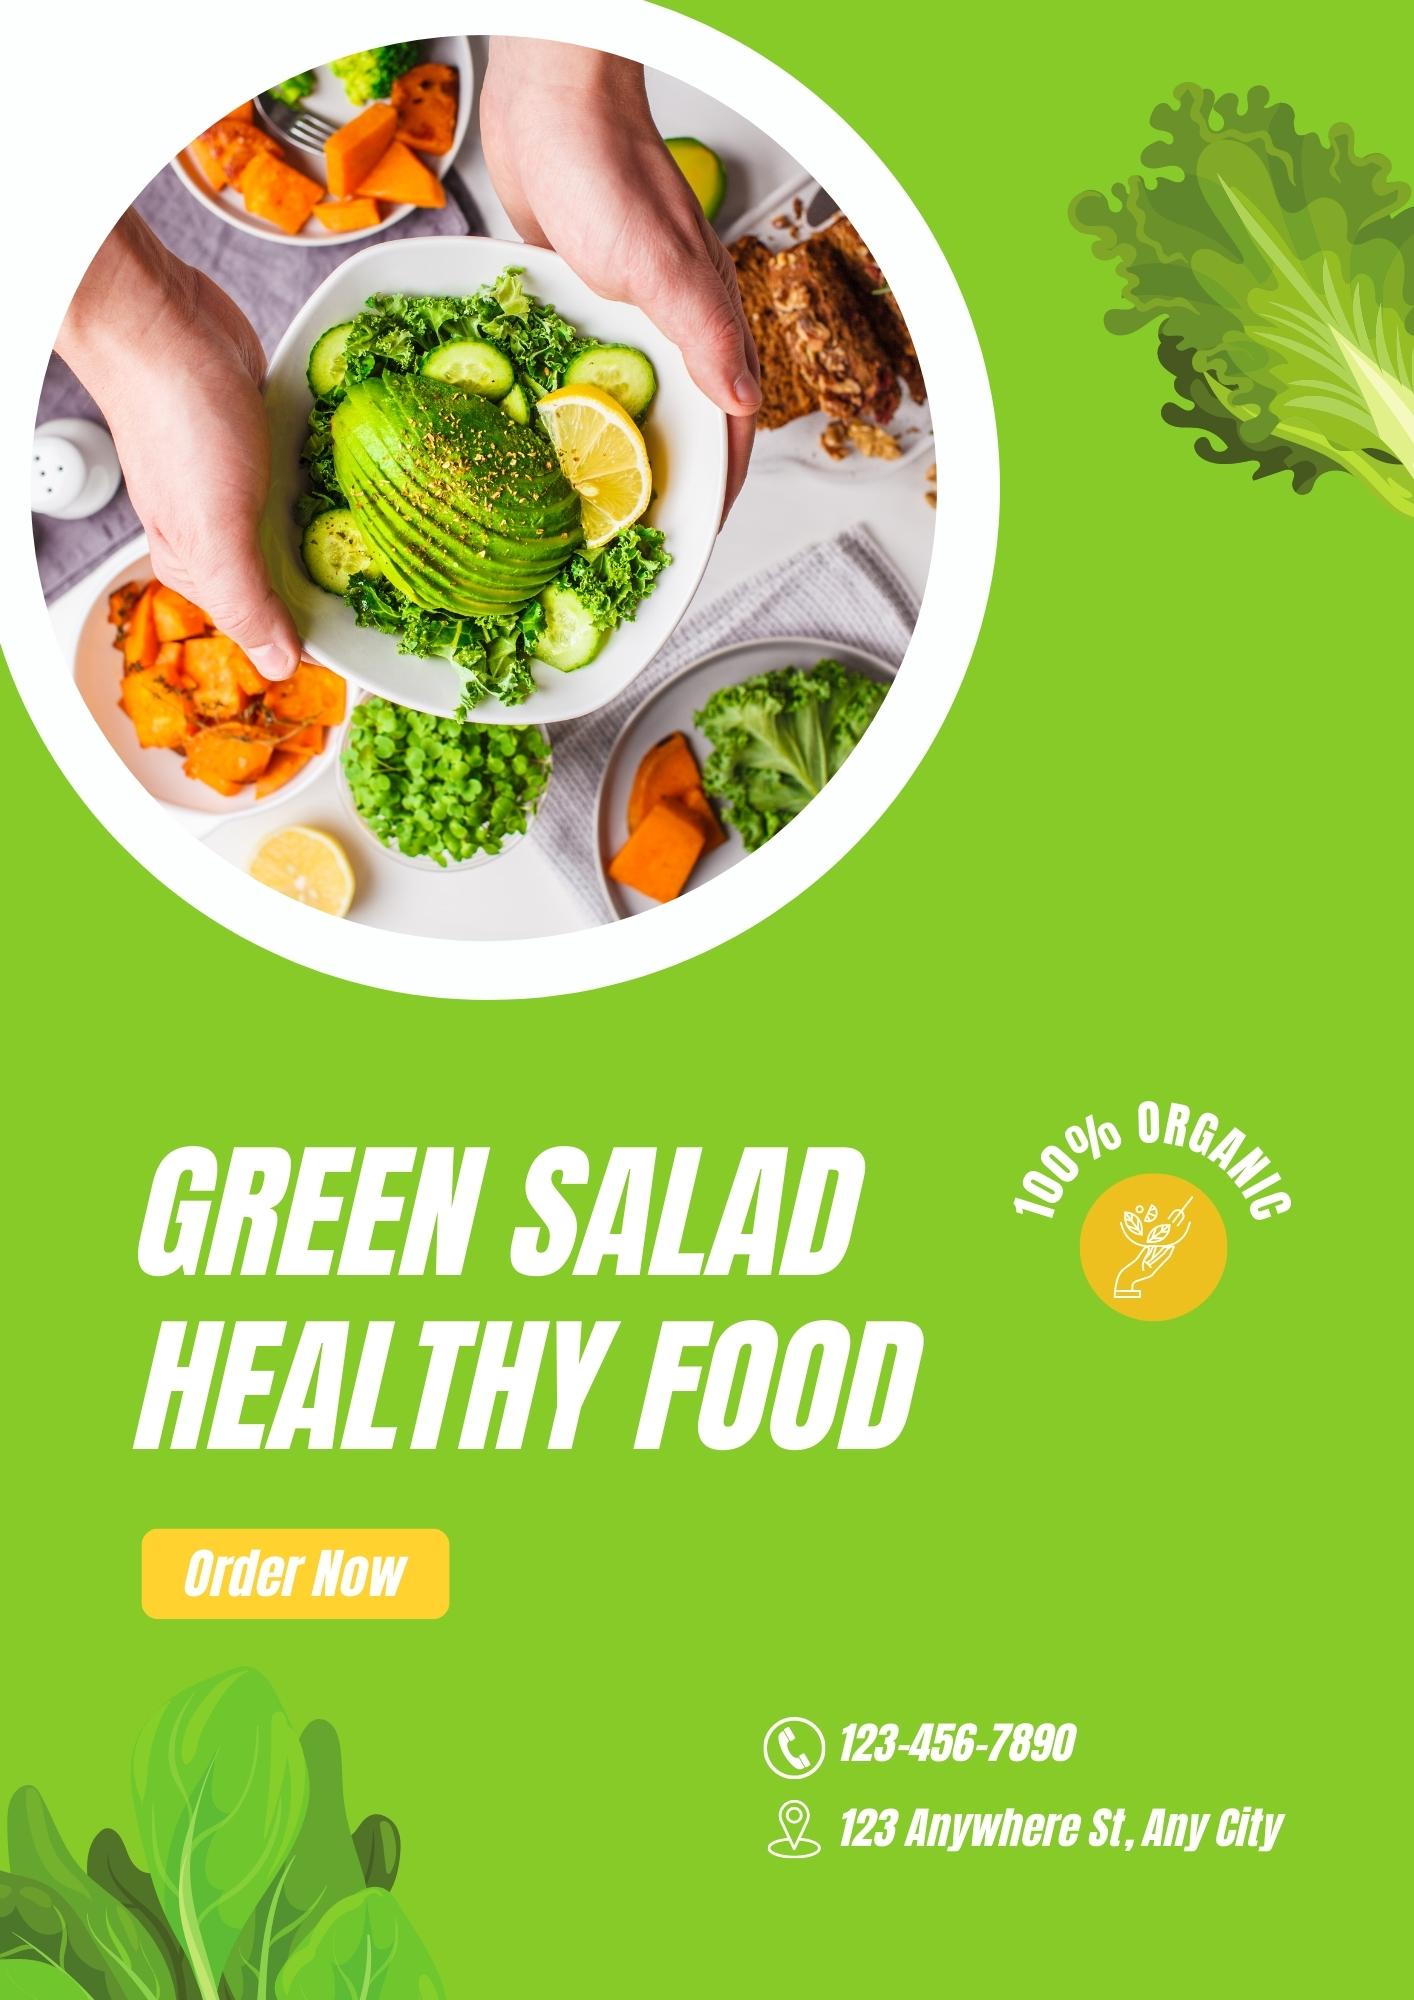 100% ORGANIC
GREEN SALAD
HEALTHY FOOD
Order Now
123-456-7890
123 Anywhere St, Any City